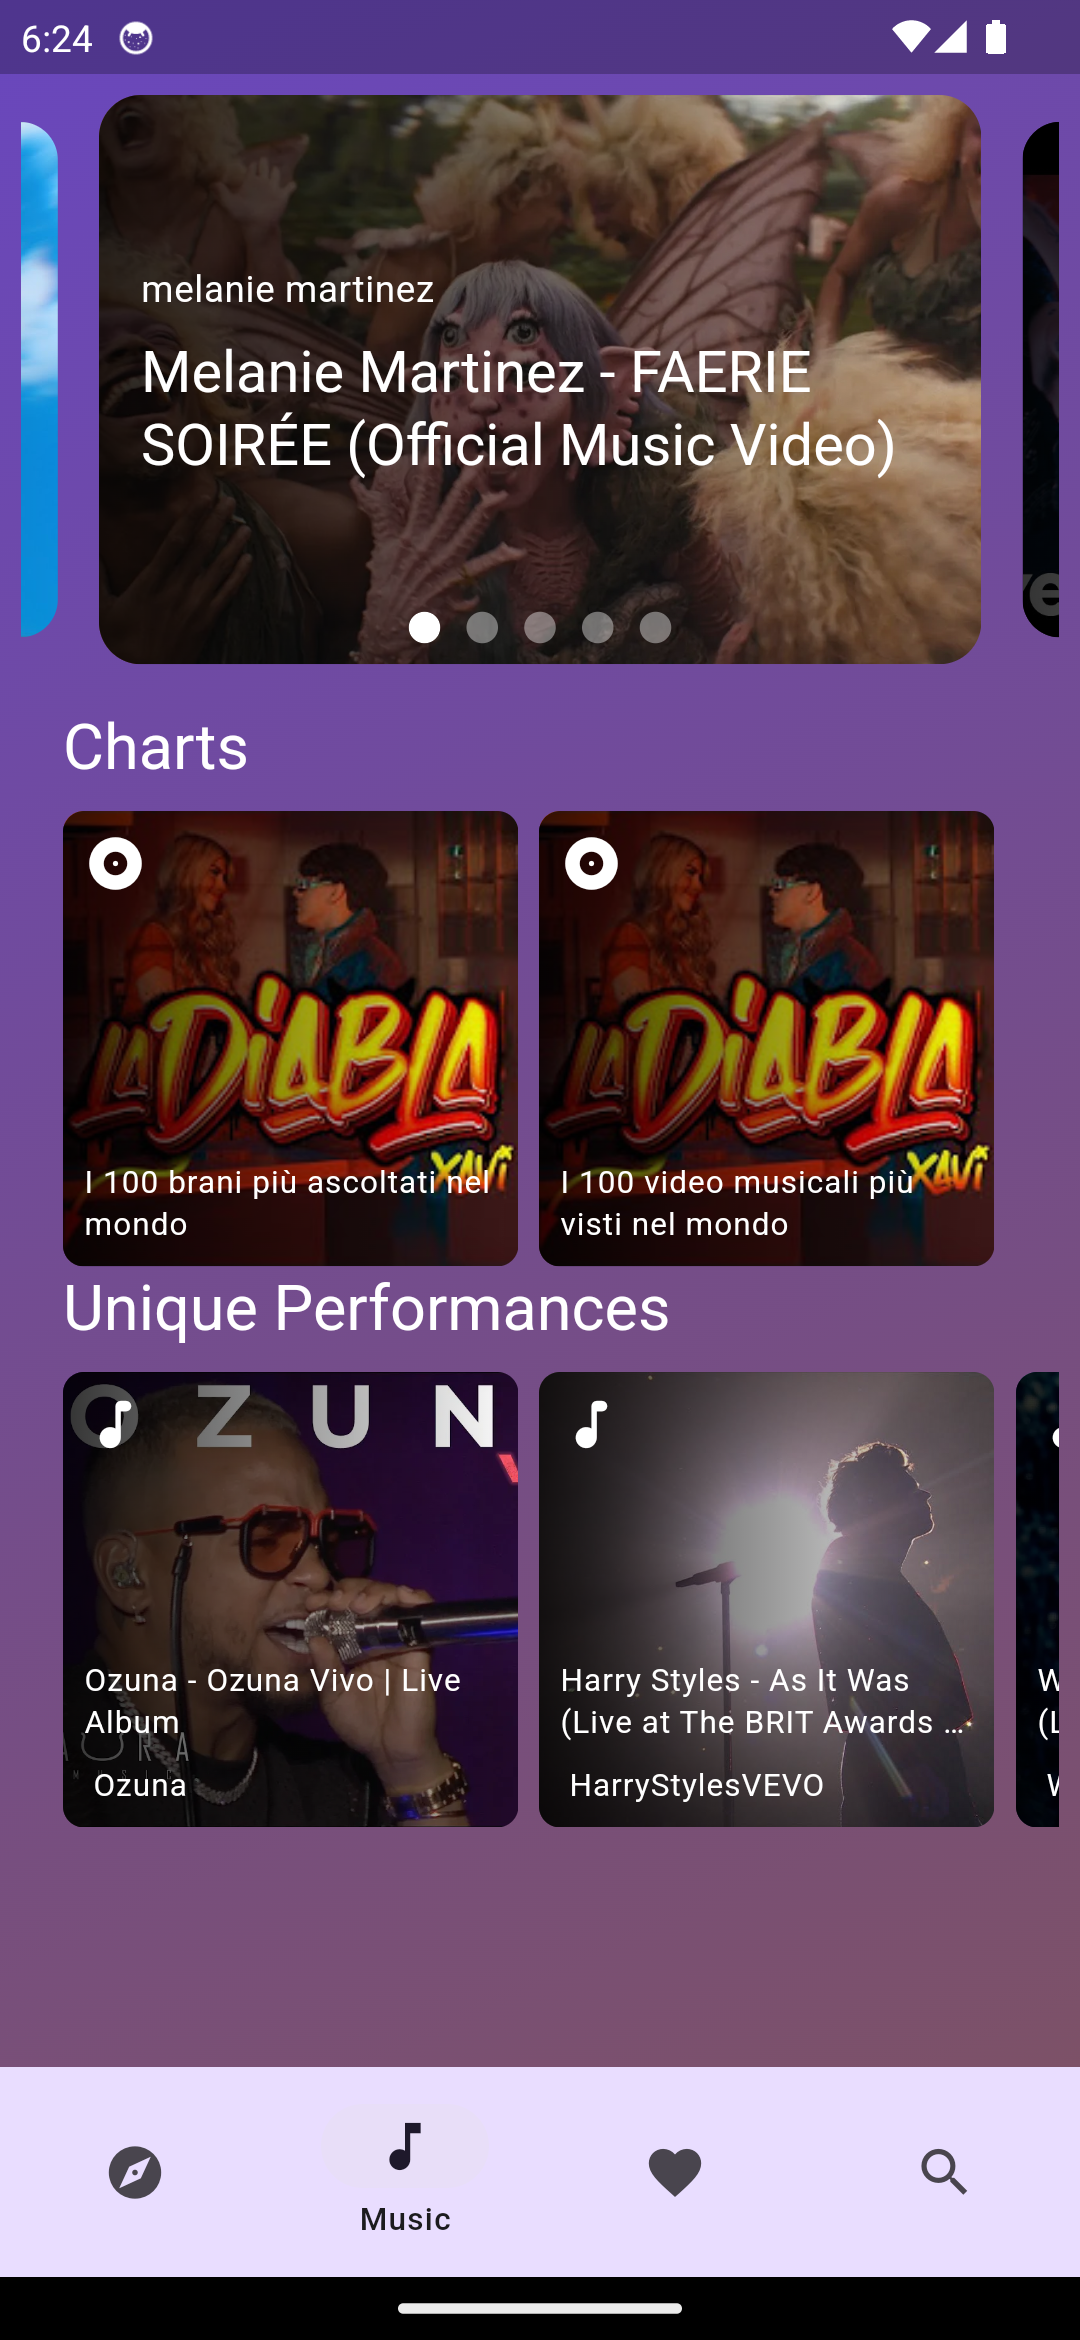 6:24
melanie martinez
Melanie Martinez - FAERIE
SOIRÉE (Official Music Video)
Charts
LA DiABLA
XAVi
I 100 brani più ascoltati nel
mondo
LA DiABLA
XAVi
I 100 video musicali più
visti nel mondo
Unique Performances
O Z U N
Ozuna - Ozuna Vivo | Live
Album
Ozuna
Harry Styles - As It Was
(Live at The BRIT Awards …
HarryStylesVEVO
Music